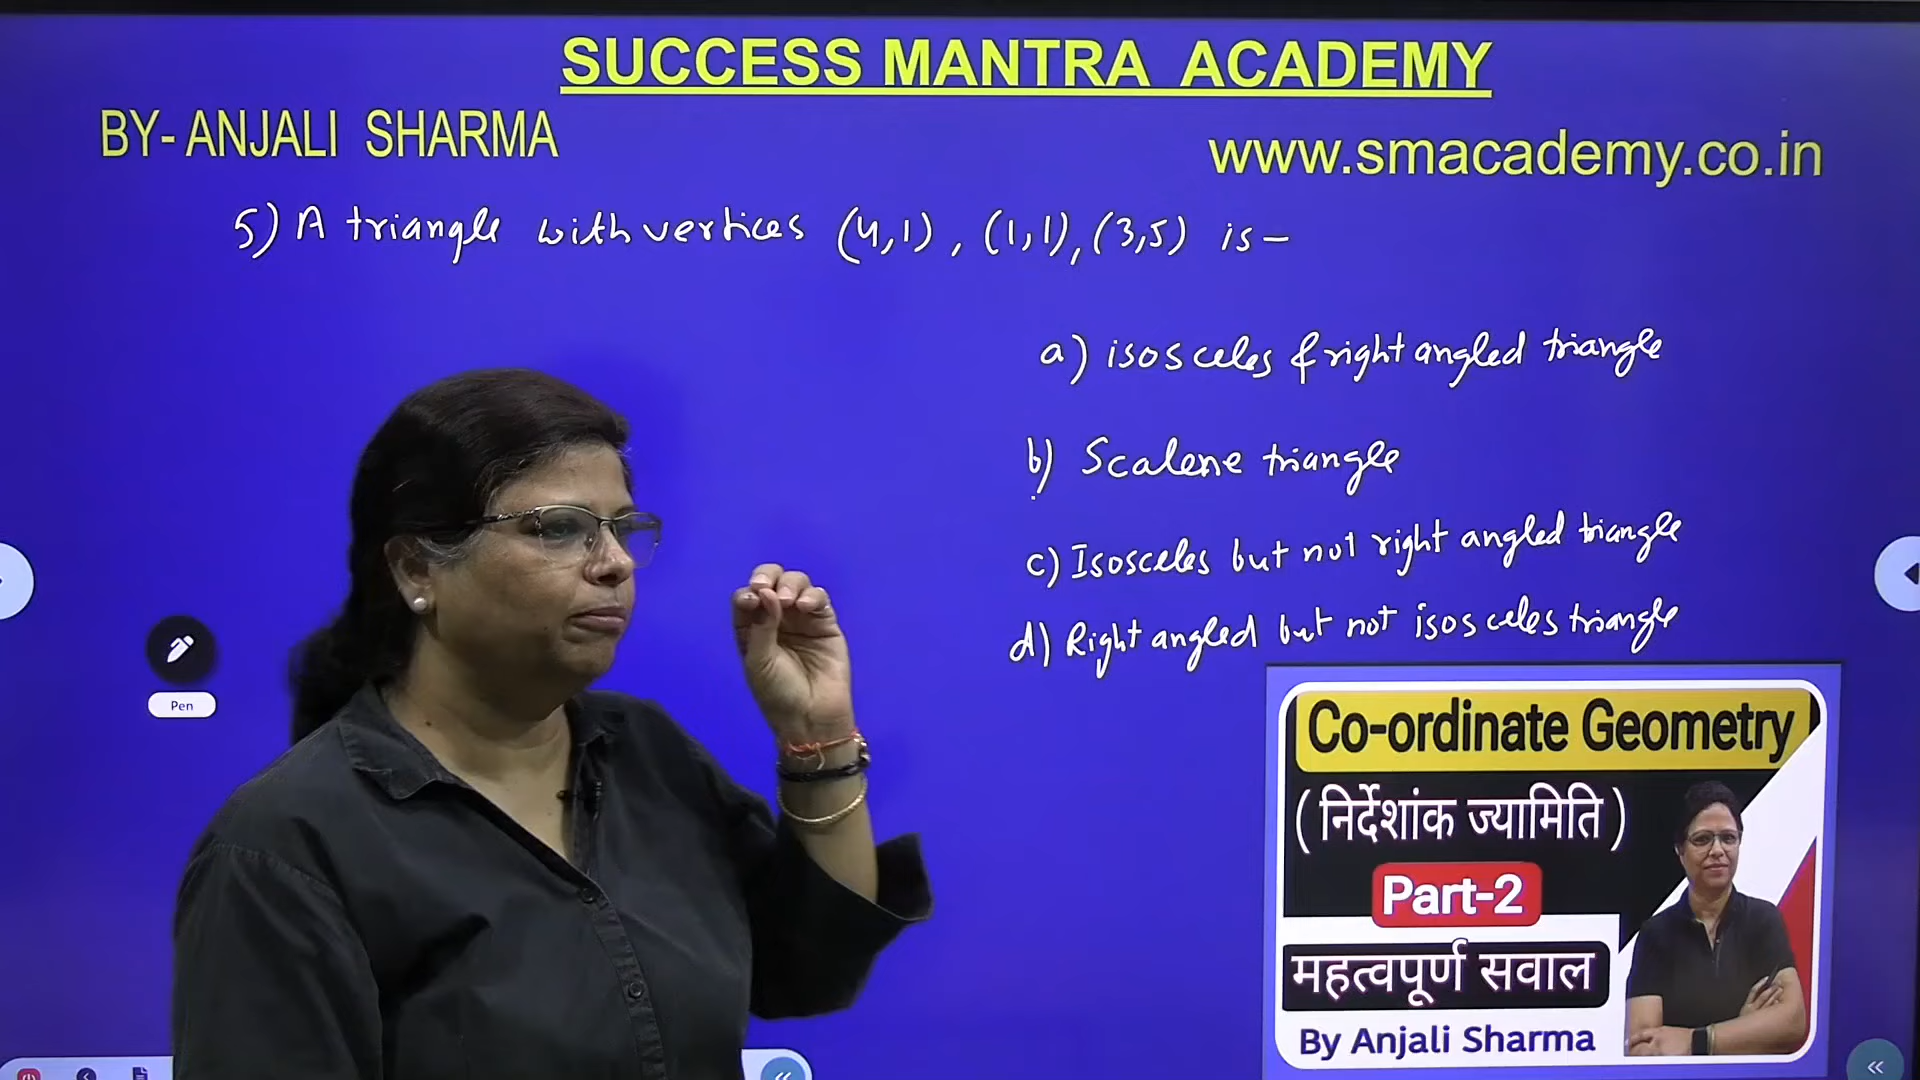 SUCCESS MANTRA ACADEMY
BY- ANJALI SHARMA
www.smacademy.co.in
5) A triangle with vertices (4,1), (1,1), (3,5) is –
a) isosceles & right angled triangle
b) Scalene triangle
c) Isosceles but not right angled triangle
d) Right angled but not isosceles triangle
Pen
Co-ordinate Geometry
( निर्देशांक ज्यामिति )
Part-2
महत्वपूर्ण सवाल
By Anjali Sharma